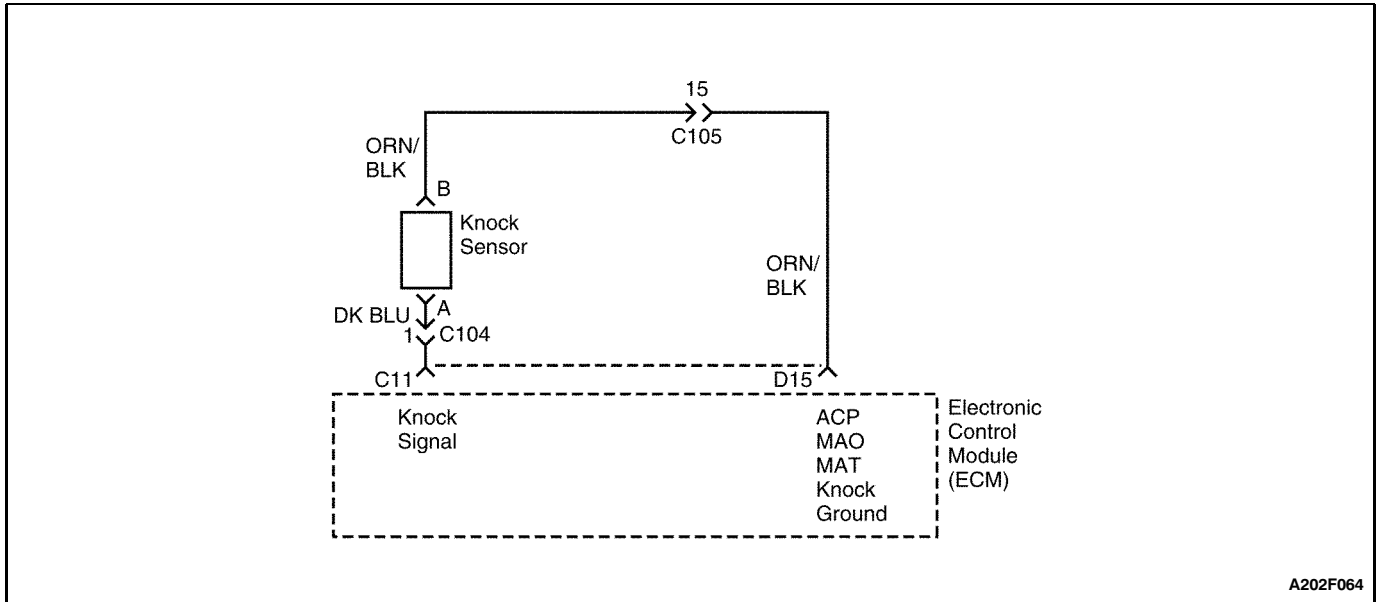 15
C105
ORN/
BLK
B
Knock
Sensor
ORN/
BLK
DK BLU
A
1
C104
C11
D15
Knock
Signal
ACP
MAO
MAT
Knock
Ground
Electronic
Control
Module
(ECM)
A202F064